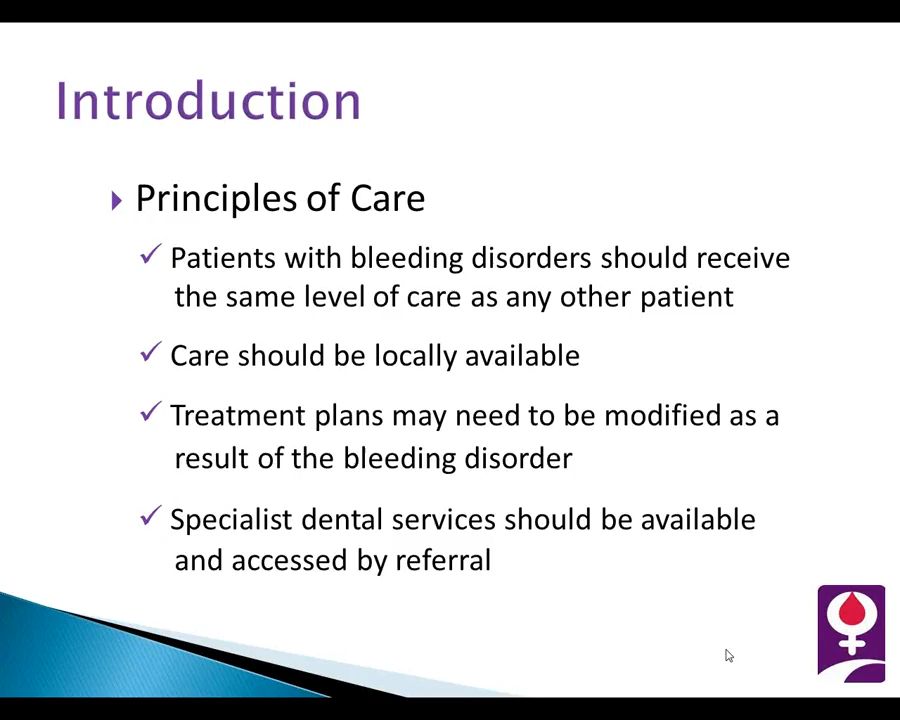 Introduction
Principles of Care
Patients with bleeding disorders should receive
the same level of care as any other patient
Care should be locally available
Treatment plans may need to be modified as a
result of the bleeding disorder
Specialist dental services should be available
and accessed by referral